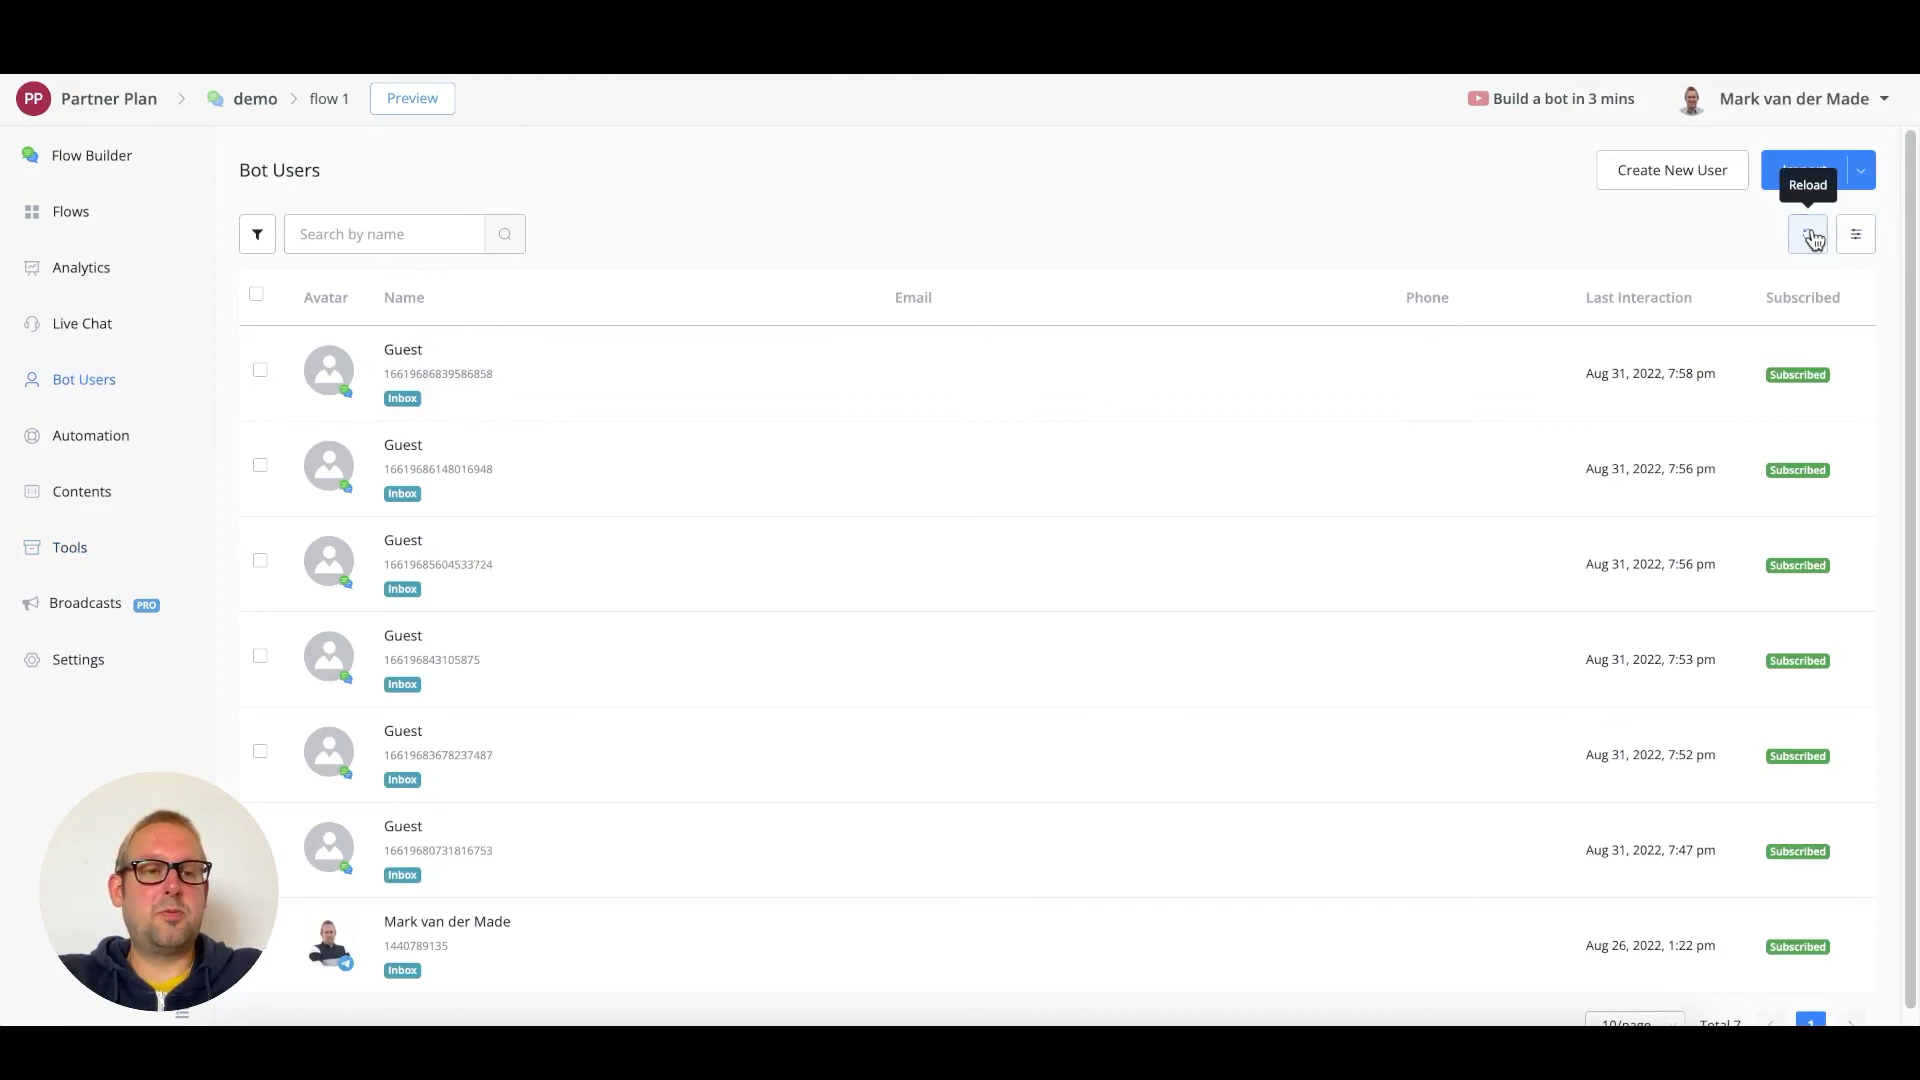 PP Partner Plan > demo > flow 1 Preview Build a bot in 3 mins Mark van der Made
Flow Builder
Flows
Analytics
Live Chat
Bot Users
Automation
Contents
Tools
Broadcasts PRO
Settings
Bot Users
Create New User Import
Reload
Search by name
Avatar Name Email Phone Last Interaction Subscribed
Guest
16619686839586858
Inbox
Aug 31, 2022, 7:58 pm
Subscribed
Guest
16619686148016948
Inbox
Aug 31, 2022, 7:56 pm
Subscribed
Guest
16619685604533724
Inbox
Aug 31, 2022, 7:56 pm
Subscribed
Guest
166196843105875
Inbox
Aug 31, 2022, 7:53 pm
Subscribed
Guest
16619683678237487
Inbox
Aug 31, 2022, 7:52 pm
Subscribed
Guest
16619680731816753
Inbox
Aug 31, 2022, 7:47 pm
Subscribed
Mark van der Made
1440789135
Inbox
Aug 26, 2022, 1:22 pm
Subscribed
10/page Total 7 1